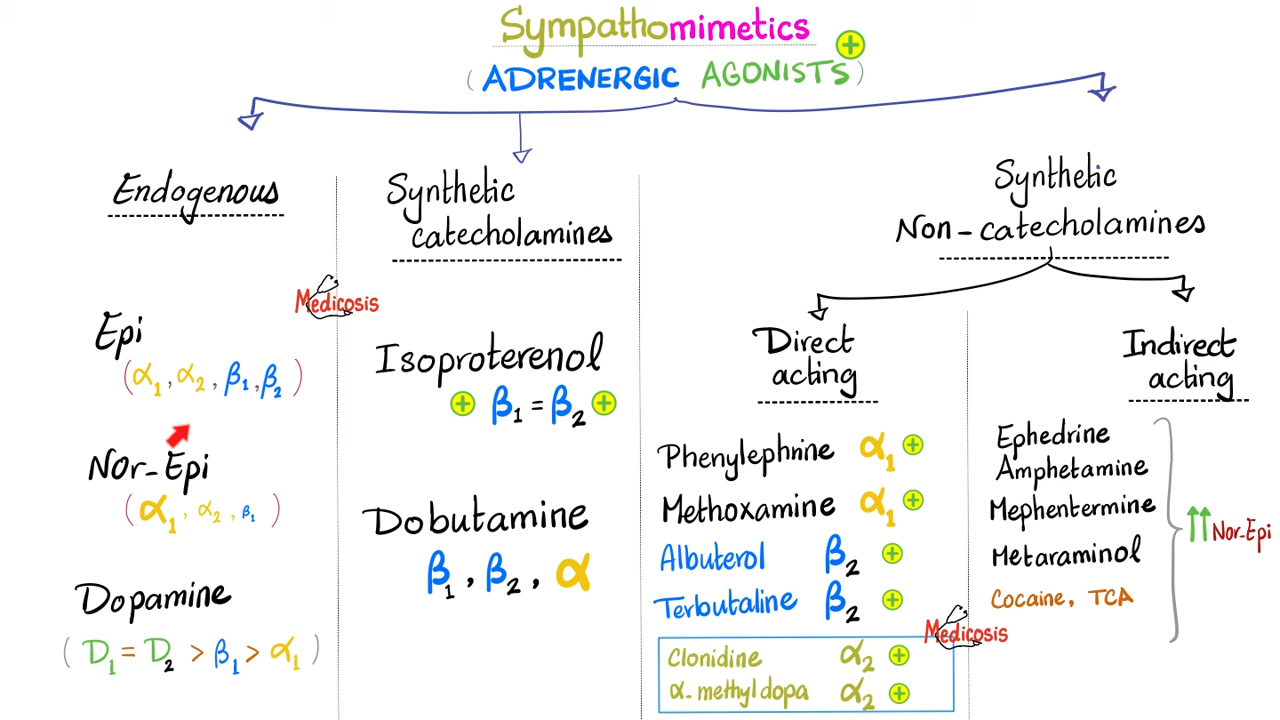 Sympathomimetics +
( ADRENERGIC AGONISTS )
Endogenous
Epi
( α1, α2, β1, β2 )
Nor-Epi
( α1, α2, β1 )
Dopamine
( D1 = D2 > β1 > α1 )
Medicosis
Synthetic
catecholamines
Isoproterenol
+ β1 = β2 +
Dobutamine
β1, β2, α
Synthetic
Non-catecholamines
Direct
acting
Phenylephrine α1 +
Methoxamine α1 +
Albuterol β2 +
Terbutaline β2 +
Clonidine α2 +
α-methyl dopa α2 +
Medicosis
Indirect
acting
Ephedrine
Amphetamine
Mephentermine
Metaraminol
Cocaine, TCA
↑↑ Nor-Epi